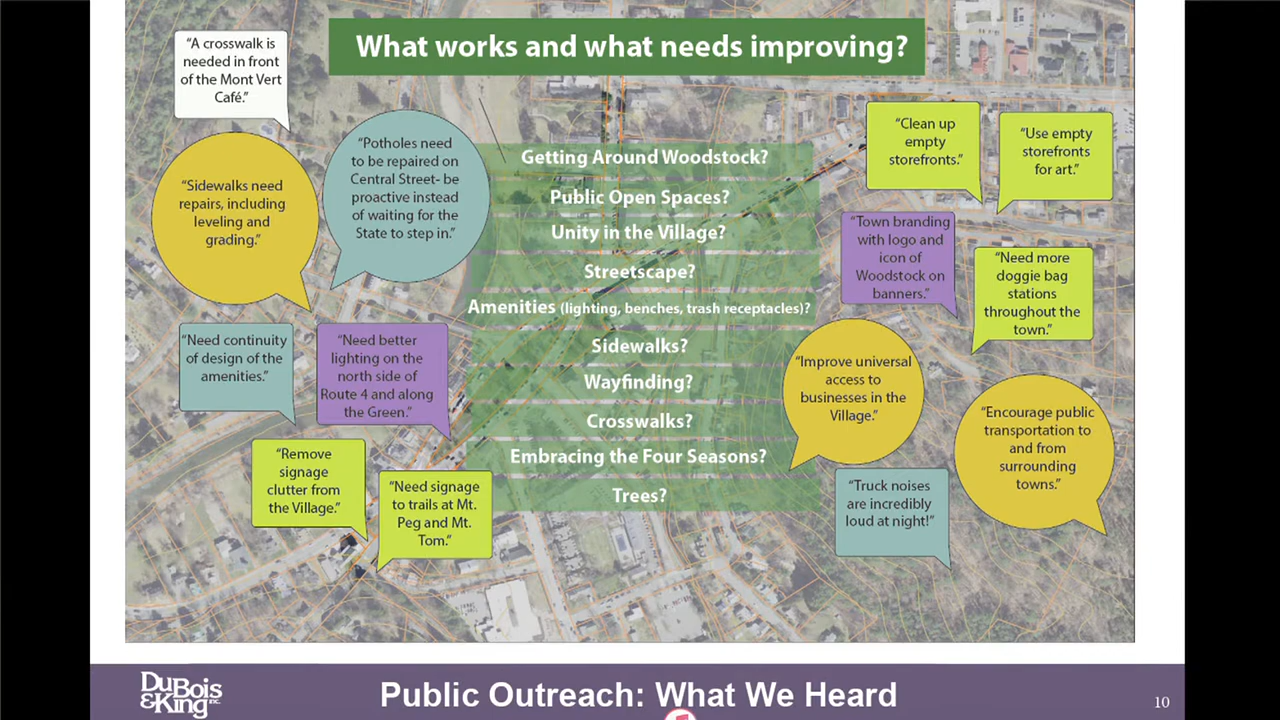 What works and what needs improving?
“A crosswalk is
needed in front
of the Mont Vert
Café.”
“Sidewalks need
repairs, including
leveling and
grading.”
“Potholes need
to be repaired on
Central Street- be
proactive instead
of waiting for the
State to step in.”
“Need continuity
of design of the
amenities.”
“Need better
lighting on the
north side of
Route 4 and along
the Green.”
“Remove
signage
clutter from
the Village.”
“Need signage
to trails at Mt.
Peg and Mt.
Tom.”
Getting Around Woodstock?
Public Open Spaces?
Unity in the Village?
Streetscape?
Amenities (lighting, benches, trash receptacles)?
Sidewalks?
Wayfinding?
Crosswalks?
Embracing the Four Seasons?
Trees?
“Clean up
empty
storefronts.”
“Use empty
storefronts
for art.”
“Town branding
with logo and
icon of
Woodstock on
banners.”
“Need more
doggie bag
stations
throughout the
town.”
“Improve universal
access to
businesses in the
Village.”
“Encourage public
transportation to
and from
surrounding
towns.”
“Truck noises
are incredibly
loud at night!”
DuBois
&King INC.
Public Outreach: What We Heard
10